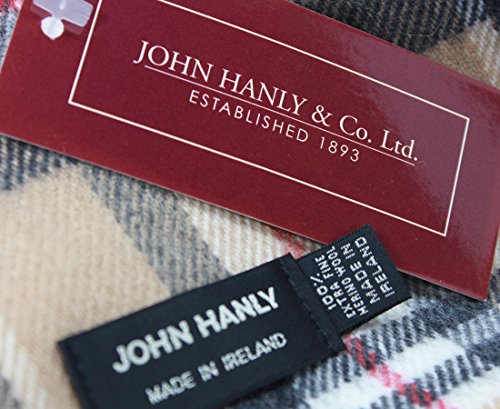 JOHN HANLY & Co. Ltd.
ESTABLISHED 1893
JOHN HANLY
MADE IN IRELAND
100%
EXTRA FINE
MERINO WOOL
MADE IN
IRELAND